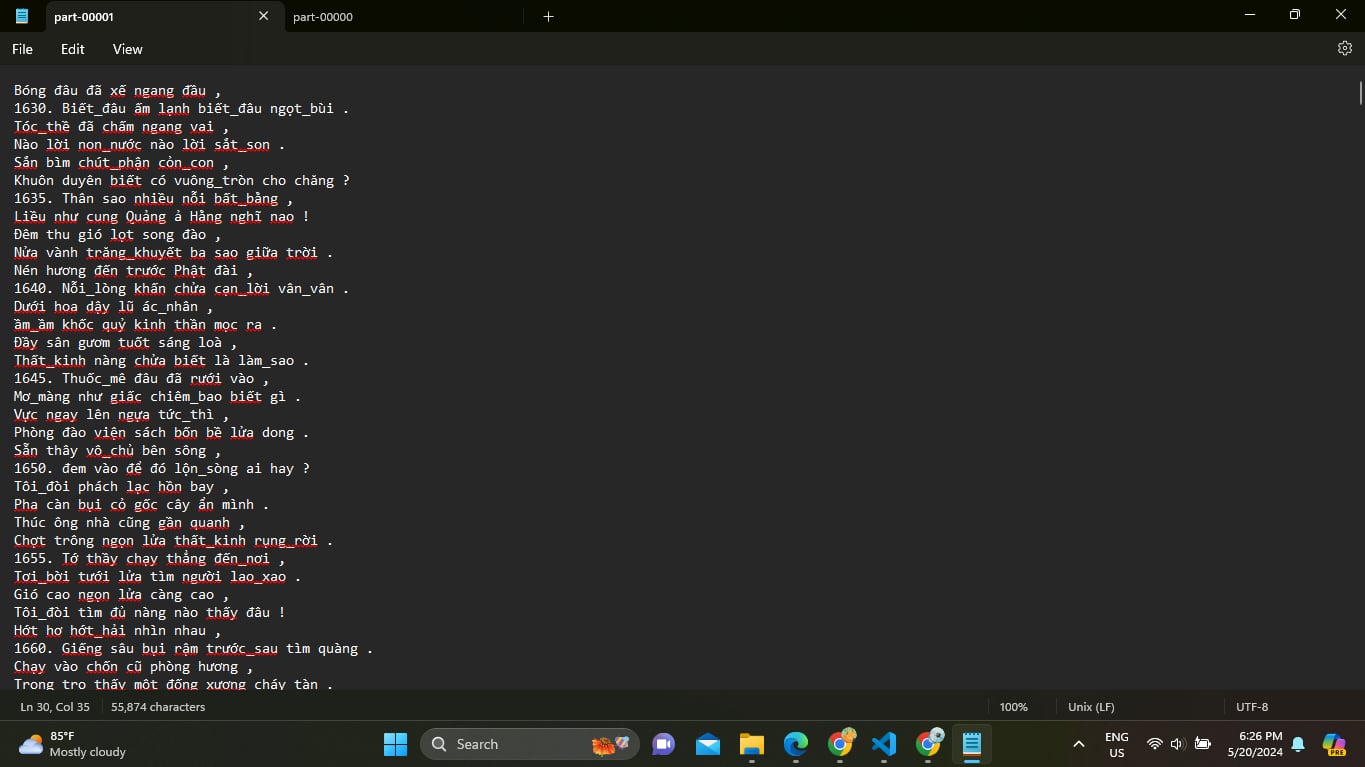 part-00001
part-00000
File Edit View
Bóng đâu đã xế ngang đầu ,
1630. Biết_đâu ấm lạnh biết_đâu ngọt_bùi .
Tóc_thề đã chấm ngang vai ,
Nào lời non_nước nào lời sắt_son .
Sắn bìm chút_phận còn_con ,
Khuôn duyên biết có vuông_tròn cho chăng ?
1635. Thân sao nhiều nỗi bất_bằng ,
Liều như cung Quảng ả Hằng nghĩ nao !
Đêm thu gió lọt song đào ,
Nửa vành trăng_khuyết ba sao giữa trời .
Nén hương đến trước Phật đài ,
1640. Nỗi_lòng khấn chửa cạn_lời vân_vân .
Dưới hoa dậy lũ ác_nhân ,
ầm_ầm khốc quỷ kinh thần mọc ra .
Đầy sân gươm tuốt sáng loà ,
Thất_kinh nàng chửa biết là làm_sao .
1645. Thuốc_mê đâu đã rưới vào ,
Mơ_màng như giấc chiêm_bao biết gì .
Vực ngay lên ngựa tức_thì ,
Phòng đào viện sách bốn bề lửa dong .
Sẵn thây vô_chủ bên sông ,
1650. đem vào để đó lộn_sòng ai hay ?
Tôi_đòi phách lạc hồn bay ,
Pha càn bụi cỏ gốc cây ẩn mình .
Thúc ông nhà cũng gần quanh ,
Chợt trông ngọn lửa thất_kinh rụng_rời .
1655. Tớ thầy chạy thẳng đến_nơi ,
Tơi_bời tưới lửa tìm người lao_xao .
Gió cao ngọn lửa càng cao ,
Tôi_đòi tìm đủ nàng nào thấy đâu !
Hớt hơ hớt_hải nhìn nhau ,
1660. Giếng sâu bụi rậm trước_sau tìm quàng .
Chạy vào chốn cũ phòng hương ,
Trong tro thấy một đống xương cháy tàn .
Ln 30, Col 35 55,874 characters 100% Unix (LF) UTF-8
85°F
Mostly cloudy
Search
ENG
US
6:26 PM
5/20/2024
PRE